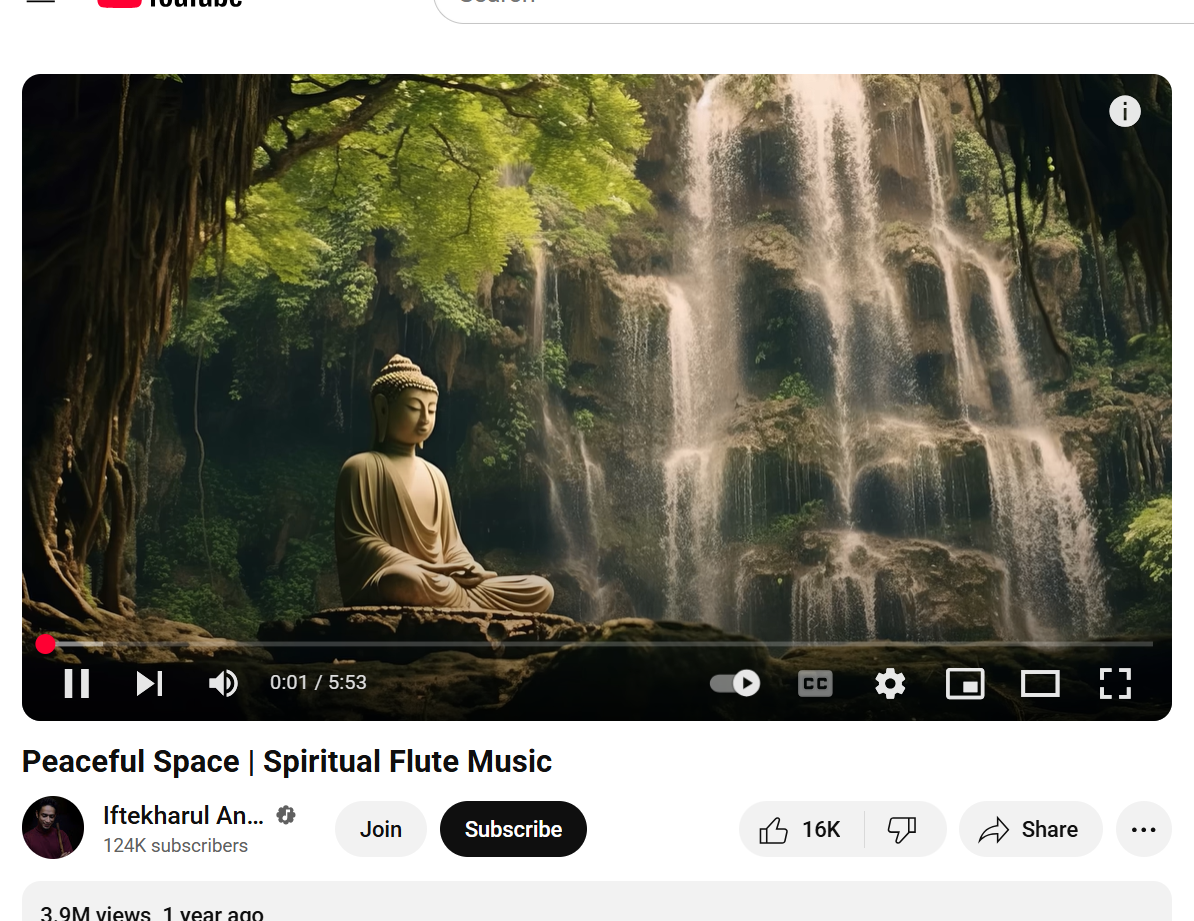 YouTube
Search
i
0:01 / 5:53
CC
Peaceful Space | Spiritual Flute Music
Iftekharul An...
124K subscribers
Join
Subscribe
16K
Share
3.9M views 1 year ago